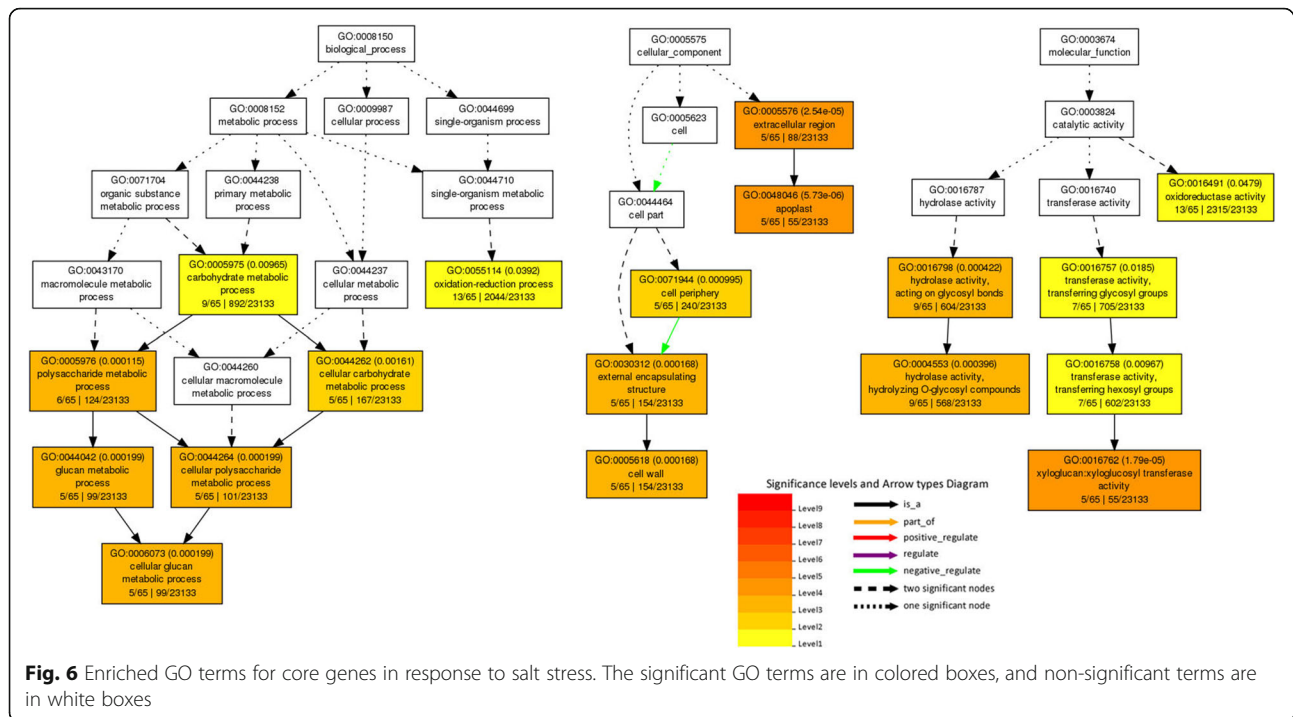 GO:0008150
biological_process
GO:0008152
metabolic process
GO:0009987
cellular process
GO:0044699
single-organism process
GO:0071704
organic substance
metabolic process
GO:0044238
primary metabolic
process
GO:0044710
single-organism metabolic
process
GO:0043170
macromolecule metabolic
process
GO:0005975 (0.00965)
carbohydrate metabolic
process
9/65 | 892/23133
GO:0044237
cellular metabolic
process
GO:0055114 (0.0392)
oxidation-reduction process
13/65 | 2044/23133
GO:0005976 (0.000115)
polysaccharide metabolic
process
6/65 | 124/23133
GO:0044260
cellular macromolecule
metabolic process
GO:0044262 (0.00161)
cellular carbohydrate
metabolic process
5/65 | 167/23133
GO:0044042 (0.000199)
glucan metabolic
process
5/65 | 99/23133
GO:0044264 (0.000199)
cellular polysaccharide
metabolic process
5/65 | 101/23133
GO:0006073 (0.000199)
cellular glucan
metabolic process
5/65 | 99/23133
GO:0005575
cellular_component
GO:0005623
cell
GO:0005576 (2.54e-05)
extracellular region
5/65 | 88/23133
GO:0044464
cell part
GO:0048046 (5.73e-06)
apoplast
5/65 | 55/23133
GO:0071944 (0.000995)
cell periphery
5/65 | 240/23133
GO:0030312 (0.000168)
external encapsulating
structure
5/65 | 154/23133
GO:0005618 (0.000168)
cell wall
5/65 | 154/23133
GO:0003674
molecular_function
GO:0003824
catalytic activity
GO:0016787
hydrolase activity
GO:0016740
transferase activity
GO:0016491 (0.0479)
oxidoreductase activity
13/65 | 2315/23133
GO:0016798 (0.000422)
hydrolase activity,
acting on glycosyl bonds
9/65 | 604/23133
GO:0016757 (0.0185)
transferase activity,
transferring glycosyl groups
7/65 | 705/23133
GO:0004553 (0.000396)
hydrolase activity,
hydrolyzing O-glycosyl compounds
9/65 | 568/23133
GO:0016758 (0.00967)
transferase activity,
transferring hexosyl groups
7/65 | 602/23133
GO:0016762 (1.79e-05)
xyloglucan:xyloglucosyl transferase
activity
5/65 | 55/23133
Significance levels and Arrow types Diagram
Level9
Level8
Level7
Level6
Level5
Level4
Level3
Level2
Level1
is_a
part_of
positive_regulate
regulate
negative_regulate
two significant nodes
one significant node
Fig. 6 Enriched GO terms for core genes in response to salt stress. The significant GO terms are in colored boxes, and non-significant terms are
in white boxes